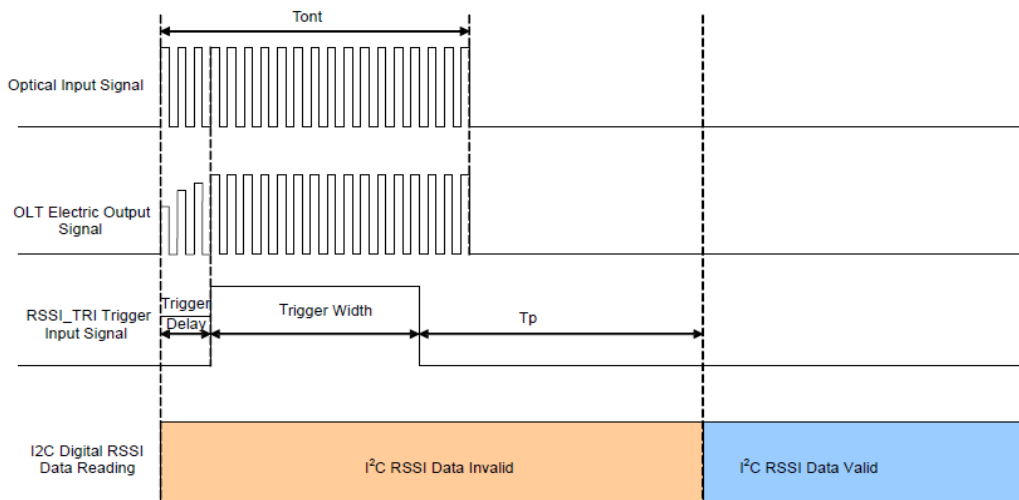 Tont
Optical Input Signal
OLT Electric Output
Signal
RSSI_TRI Trigger
Input Signal
Trigger
Delay
Trigger Width
Tp
I2C Digital RSSI
Data Reading
I²C RSSI Data Invalid
I²C RSSI Data Valid